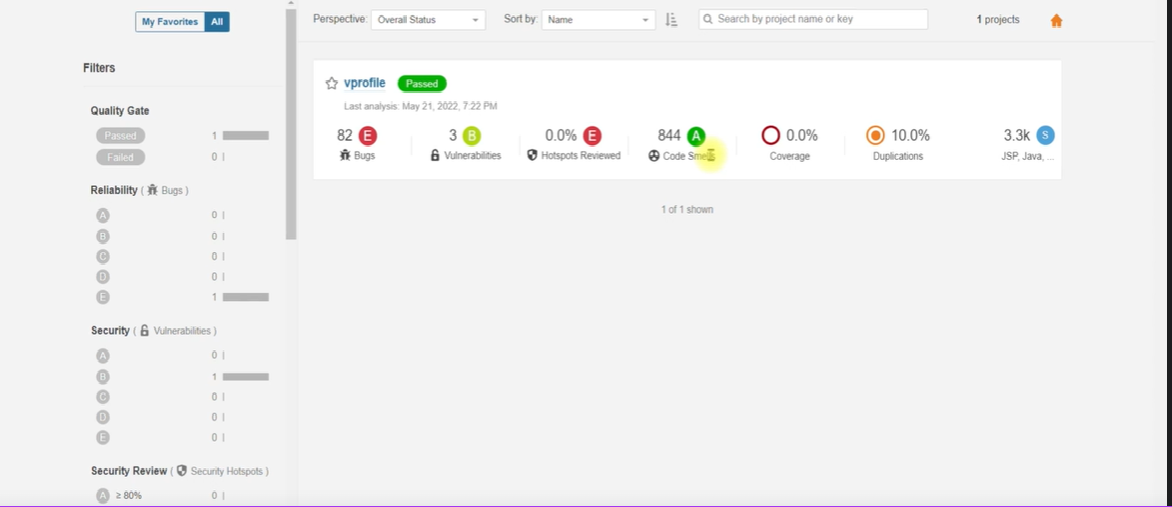 My Favorites All
Perspective: Overall Status Sort by: Name Search by project name or key 1 projects
Filters
Quality Gate
Passed 1
Failed 0
Reliability ( Bugs )
A 0
B 0
C 0
D 0
E 1
Security ( Vulnerabilities )
A 0
B 1
C 0
D 0
E 0
Security Review ( Security Hotspots )
A ≥ 80% 0
vprofile Passed
Last analysis: May 21, 2022, 7:22 PM
82 E 3 B 0.0% E 844 A 0.0% 10.0% 3.3k S
Bugs Vulnerabilities Hotspots Reviewed Code Smells Coverage Duplications JSP, Java, ...
1 of 1 shown